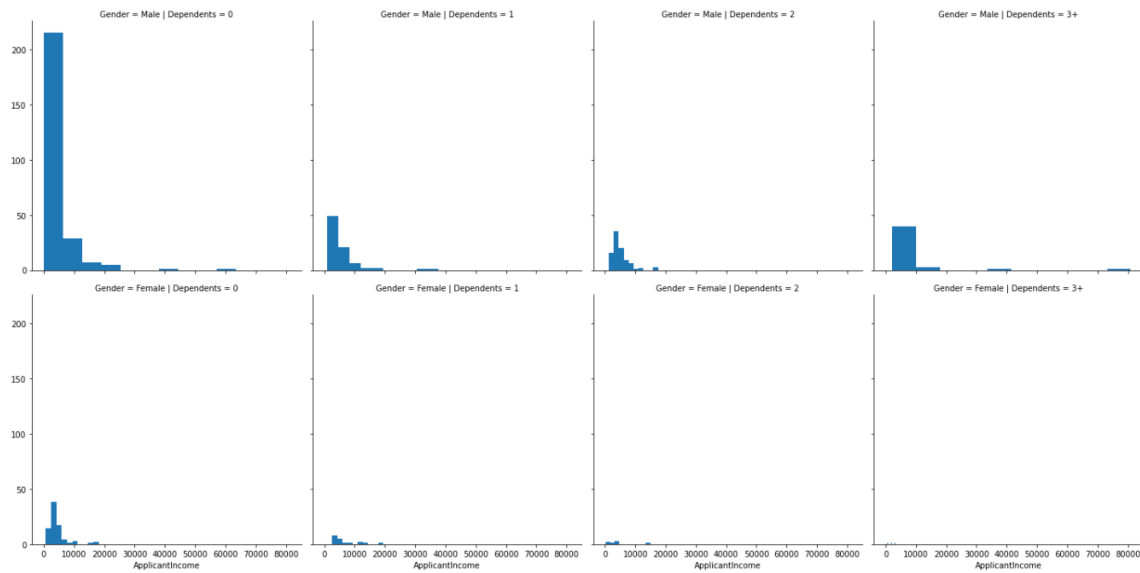 Gender = Male | Dependents = 0
Gender = Male | Dependents = 1
Gender = Male | Dependents = 2
Gender = Male | Dependents = 3+
200
150
100
50
0
Gender = Female | Dependents = 0
Gender = Female | Dependents = 1
Gender = Female | Dependents = 2
Gender = Female | Dependents = 3+
200
150
100
50
0
0 10000 20000 30000 40000 50000 60000 70000 80000
0 10000 20000 30000 40000 50000 60000 70000 80000
0 10000 20000 30000 40000 50000 60000 70000 80000
0 10000 20000 30000 40000 50000 60000 70000 80000
ApplicantIncome
ApplicantIncome
ApplicantIncome
ApplicantIncome